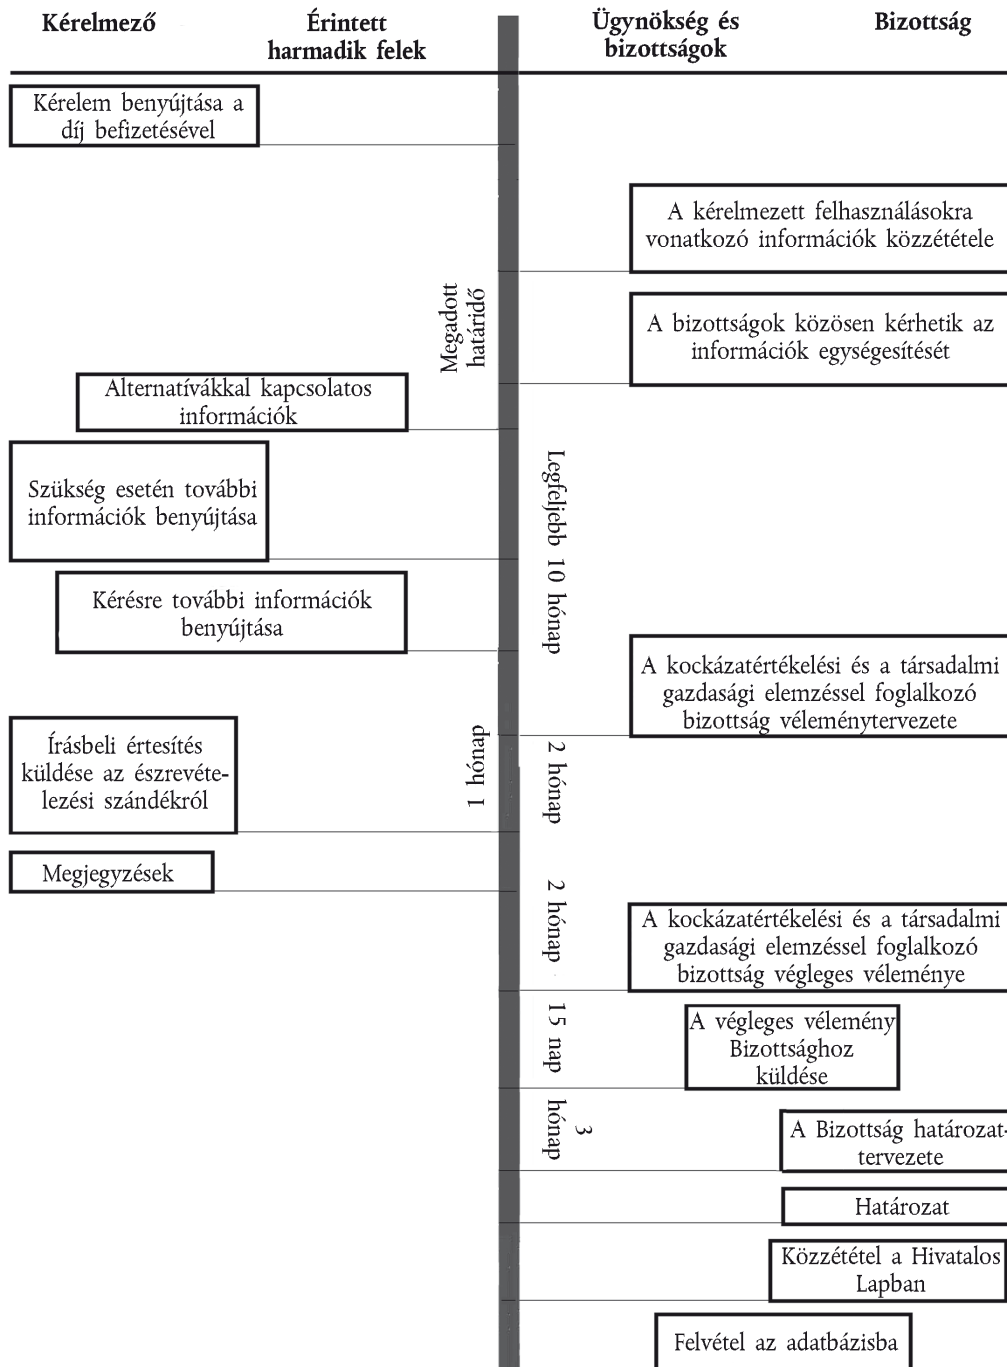 Kérelmező
Érintett
harmadik felek
Ügynökség és
bizottságok
Bizottság
Kérelem benyújtása a
díj befizetésével
A kérelmezett felhasználásokra
vonatkozó információk közzététele
Megadott
határidő
A bizottságok közösen kérhetik az
információk egységesítését
Alternatívákkal kapcsolatos
információk
Szükség esetén további
információk benyújtása
Legfeljebb 10 hónap
Kérésre további információk
benyújtása
A kockázatértékelési és a társadalmi
gazdasági elemzéssel foglalkozó
bizottság véleménytervezete
Írásbeli értesítés
küldése az észrevéte-
lezési szándékról
1 hónap
2 hónap
Megjegyzések
2 hónap
A kockázatértékelési és a társadalmi
gazdasági elemzéssel foglalkozó
bizottság végleges véleménye
15 nap
A végleges vélemény
Bizottsághoz
küldése
3
hónap
A Bizottság határozat-
tervezete
Határozat
Közzététel a Hivatalos
Lapban
Felvétel az adatbázisba